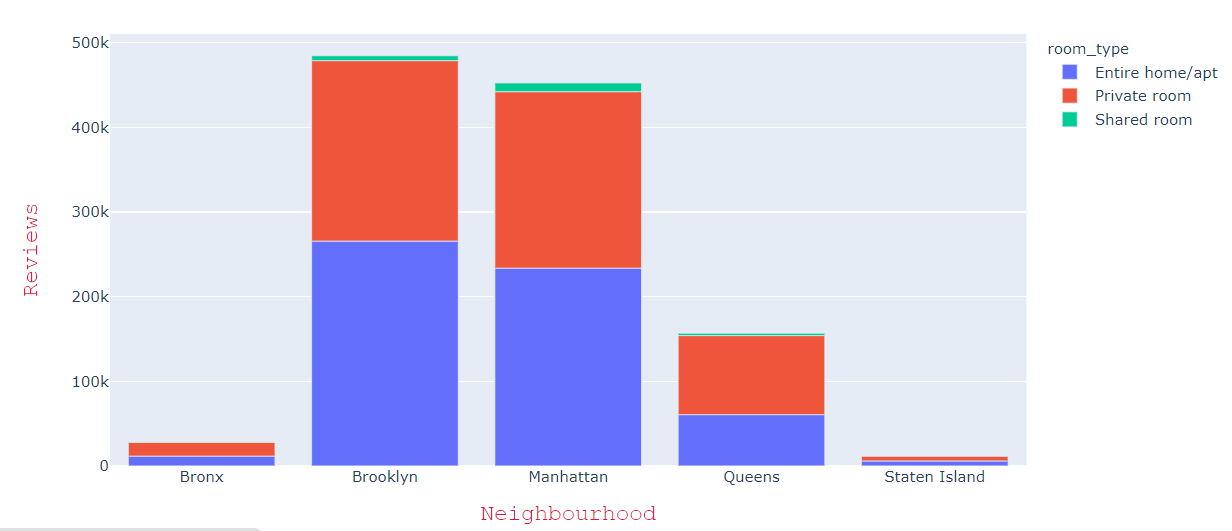 500k
400k
300k
200k
100k
0
Reviews
Bronx
Brooklyn
Manhattan
Queens
Staten Island
Neighbourhood
room_type
Entire home/apt
Private room
Shared room